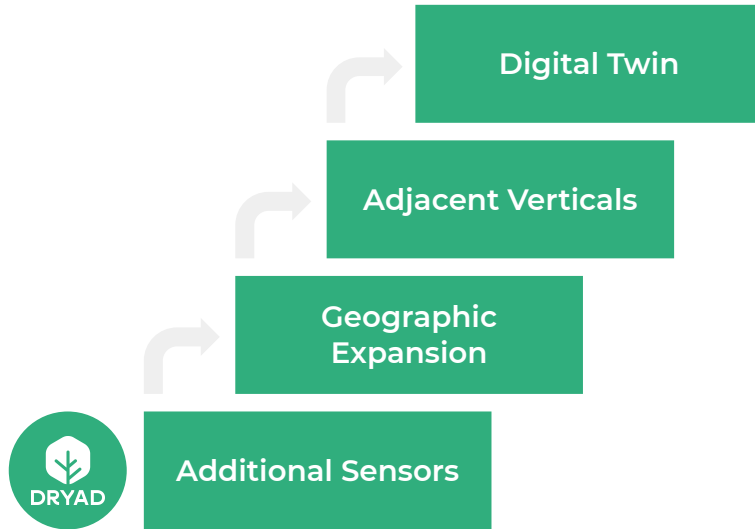 Digital Twin
Adjacent Verticals
Geographic
Expansion
DRYAD
Additional Sensors